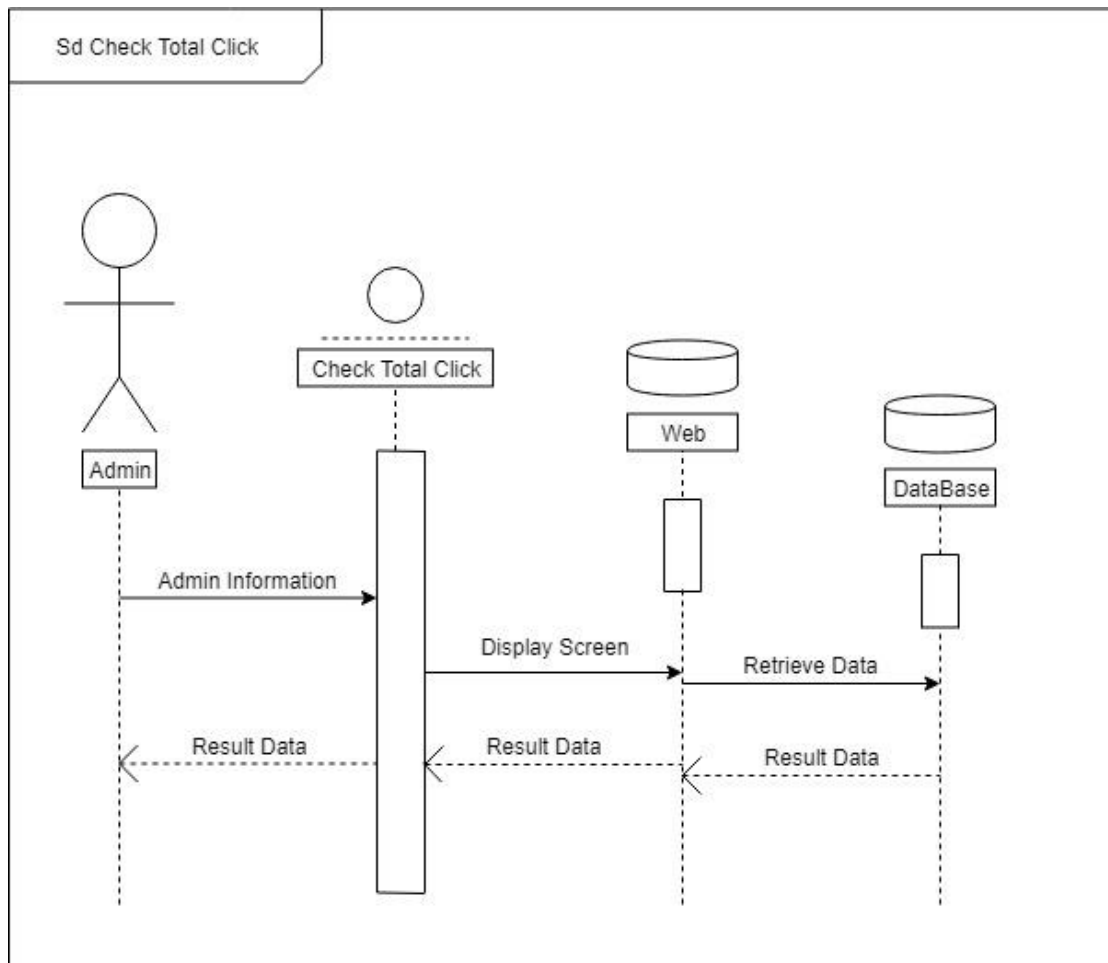 Sd Check Total Click
Check Total Click
Web
Admin
DataBase
Admin Information
Display Screen
Retrieve Data
Result Data
Result Data
Result Data